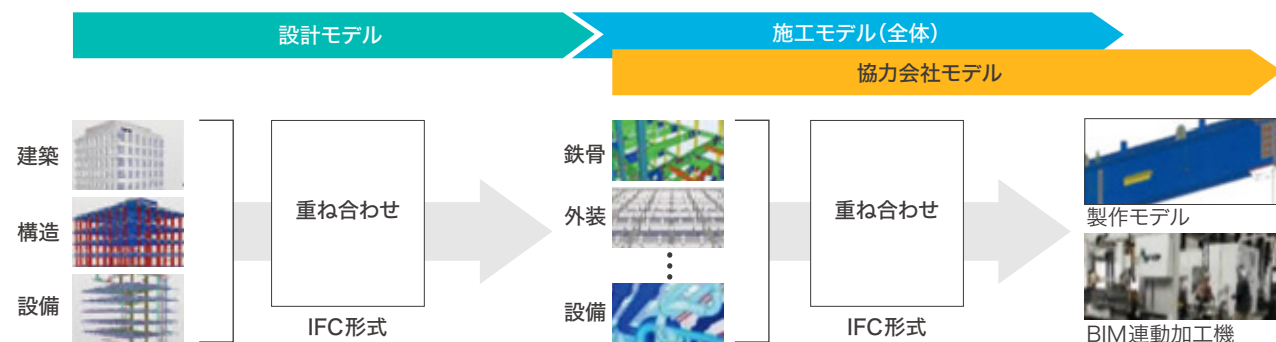 設計モデル
施工モデル（全体）
協力会社モデル
建築
構造
設備
重ね合わせ
IFC形式
鉄骨
外装
設備
重ね合わせ
IFC形式
製作モデル
BIM連動加工機